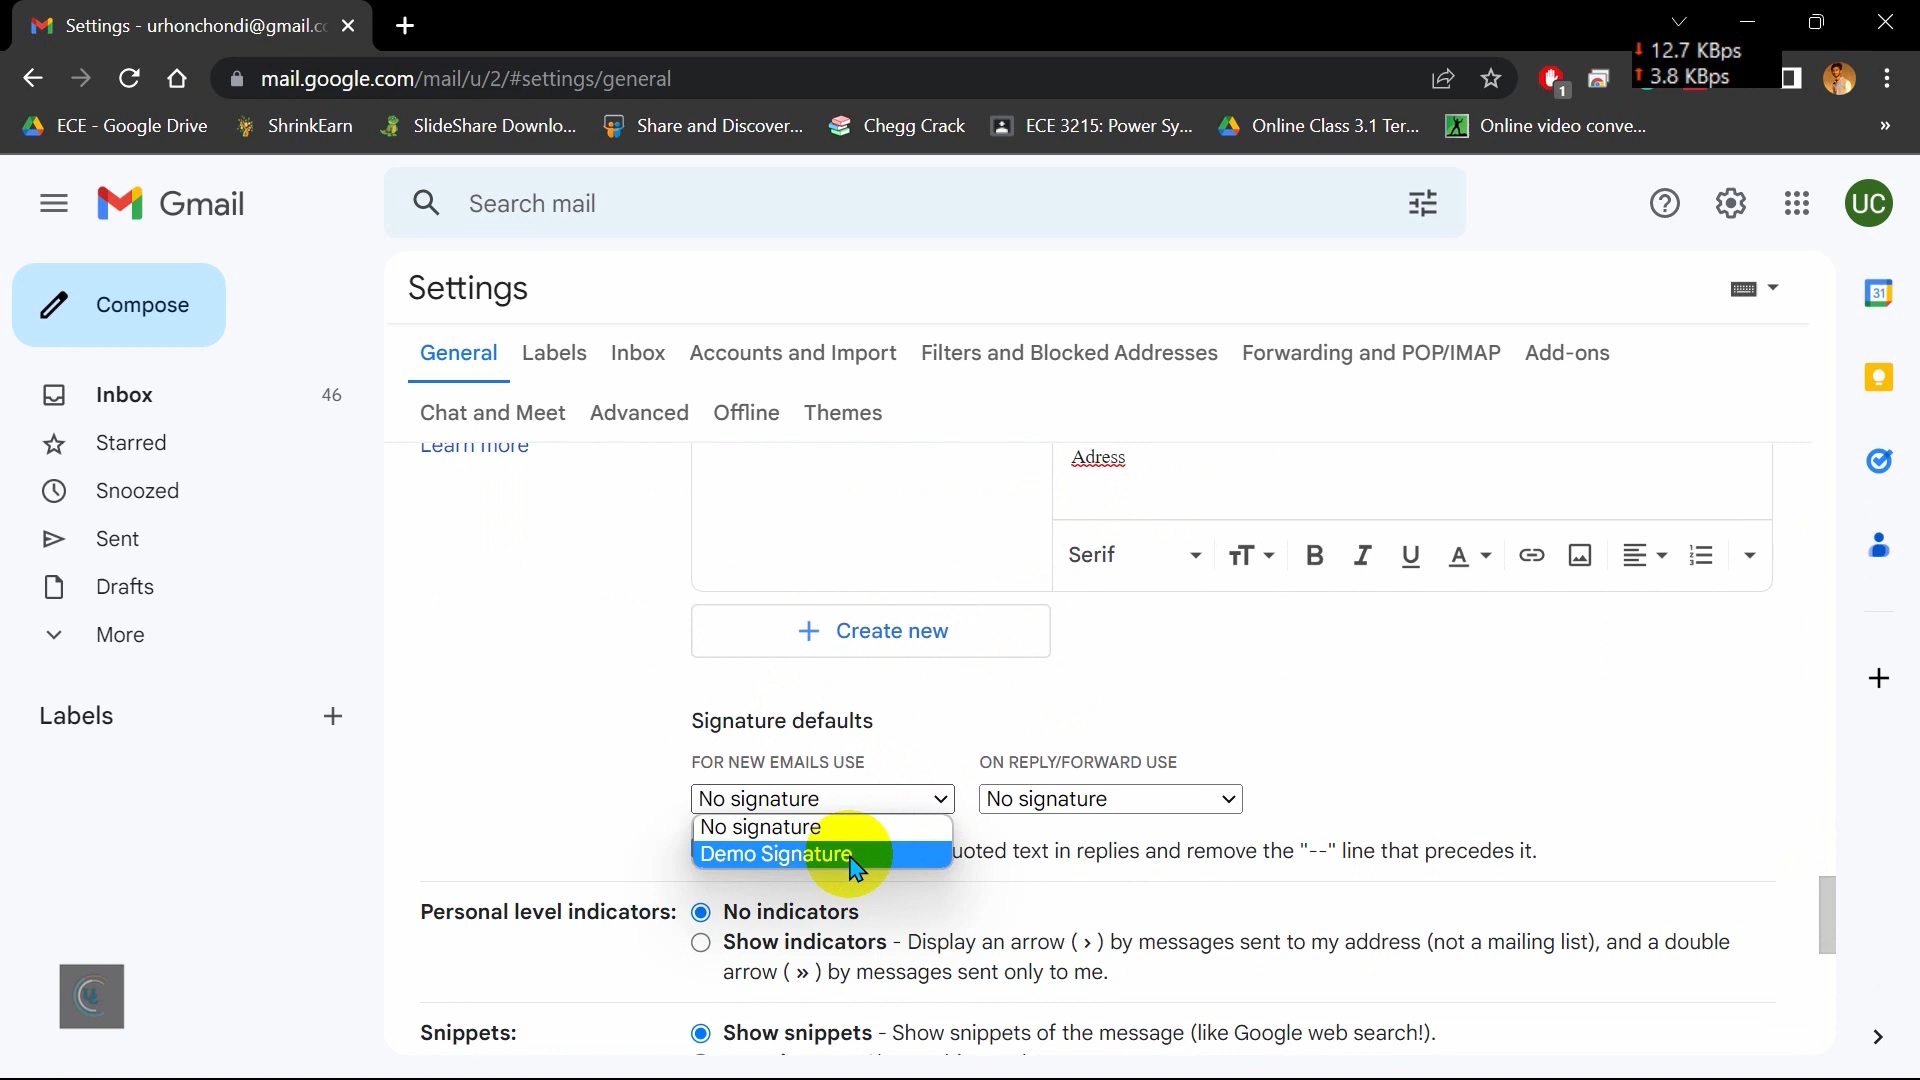 Settings - urhonchondi@gmail.co
12.7 KBps
3.8 KBps
mail.google.com/mail/u/2/#settings/general
1
ECE - Google Drive
ShrinkEarn
SlideShare Downlo...
Share and Discover...
Chegg Crack
ECE 3215: Power Sy...
Online Class 3.1 Ter...
Online video conve...
Gmail
Search mail
UC
Compose
Settings
31
General
Labels
Inbox
Accounts and Import
Filters and Blocked Addresses
Forwarding and POP/IMAP
Add-ons
Chat and Meet
Advanced
Offline
Themes
Inbox 46
Starred
Snoozed
Sent
Drafts
More
Labels
Learn more
Adress
Serif
Create new
Signature defaults
FOR NEW EMAILS USE
ON REPLY/FORWARD USE
No signature
No signature
No signature
Demo Signature
uoted text in replies and remove the "--" line that precedes it.
Personal level indicators:
No indicators
Show indicators - Display an arrow ( › ) by messages sent to my address (not a mailing list), and a double
arrow ( » ) by messages sent only to me.
Snippets:
Show snippets - Show snippets of the message (like Google web search!).